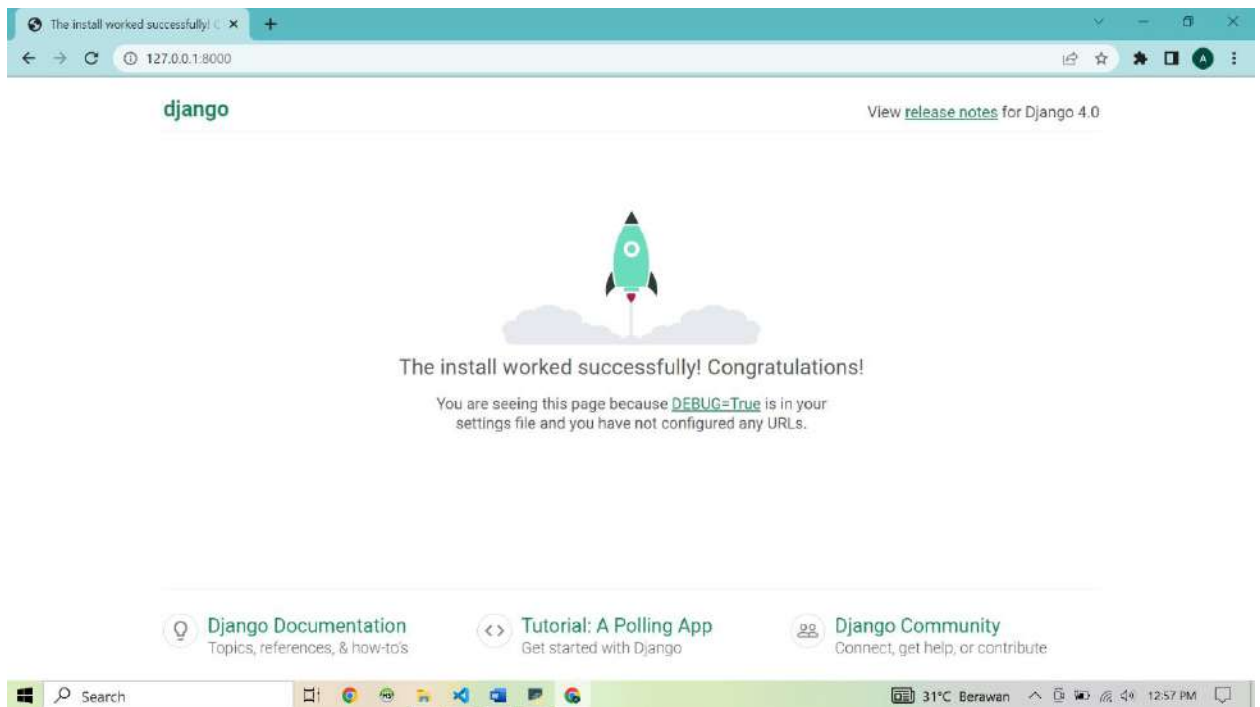 The install worked successfully! C
127.0.0.1:8000
A
django
View release notes for Django 4.0
The install worked successfully! Congratulations!
You are seeing this page because DEBUG=True is in your
settings file and you have not configured any URLs.
Django Documentation
Topics, references, & how-to's
Tutorial: A Polling App
Get started with Django
Django Community
Connect, get help, or contribute
Search
31°C Berawan
12:57 PM